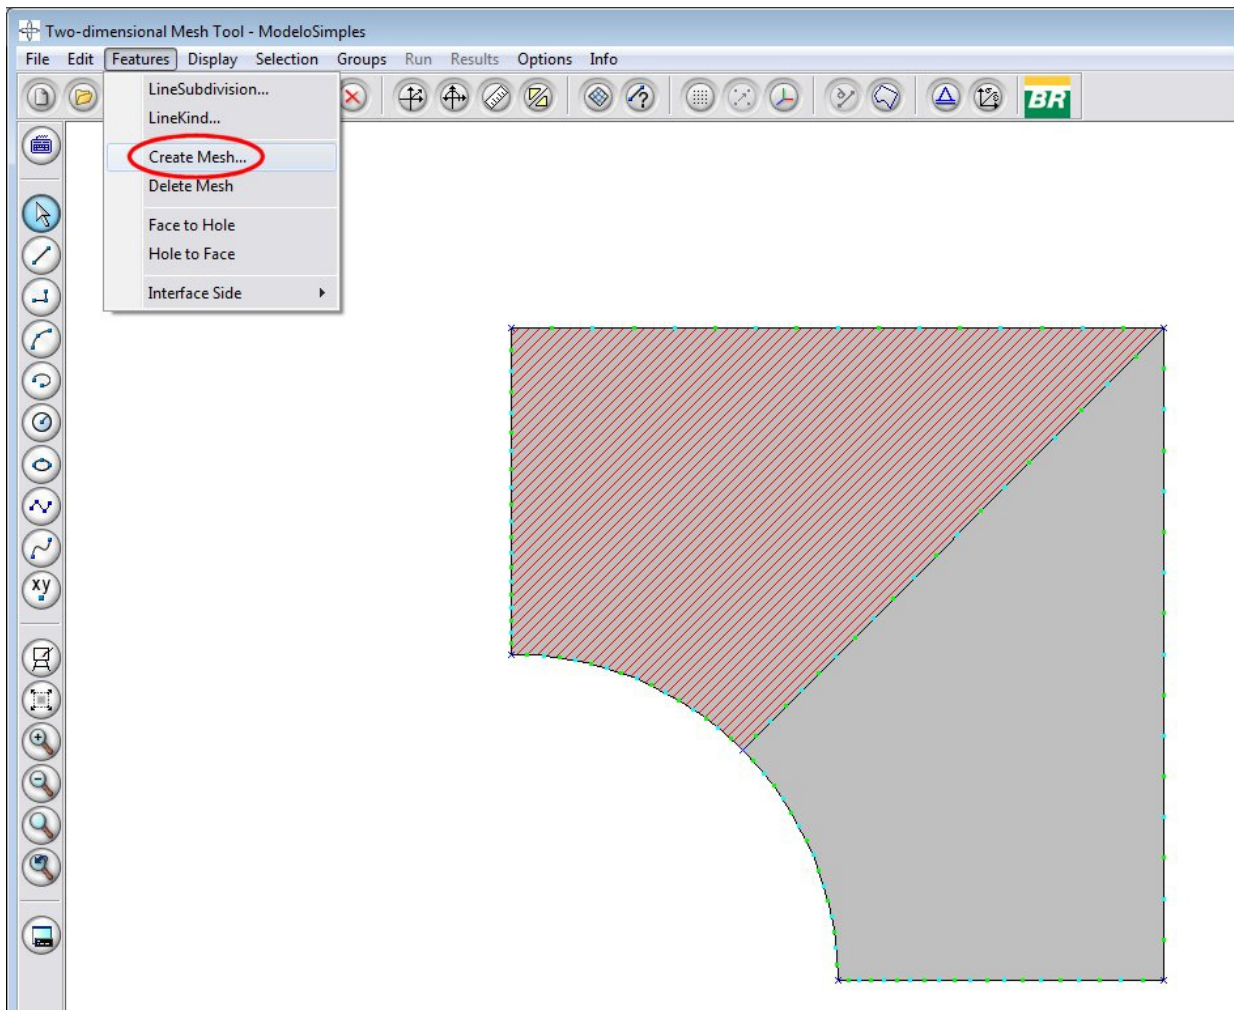 Two-dimensional Mesh Tool - ModeloSimples
File Edit Features Display Selection Groups Run Results Options Info
LineSubdivision...
LineKind...
Create Mesh...
Delete Mesh
Face to Hole
Hole to Face
Interface Side
BR
xy